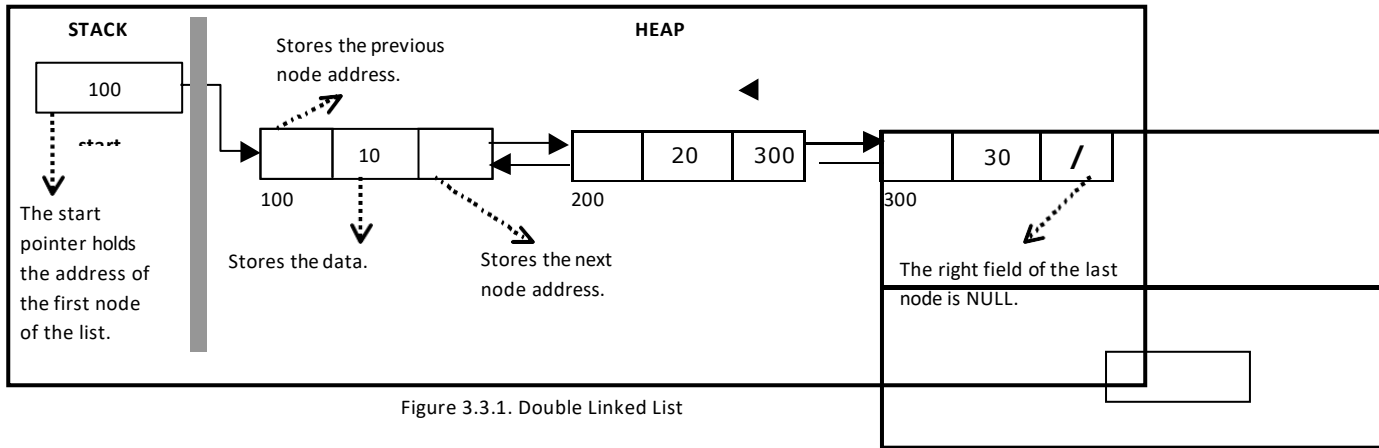 STACK
HEAP
100
start
The start
pointer holds
the address of
the first node
of the list.
Stores the previous
node address.
10
100
Stores the data.
Stores the next
node address.
20 300
200
30 /
300
The right field of the last
node is NULL.
Figure 3.3.1. Double Linked List